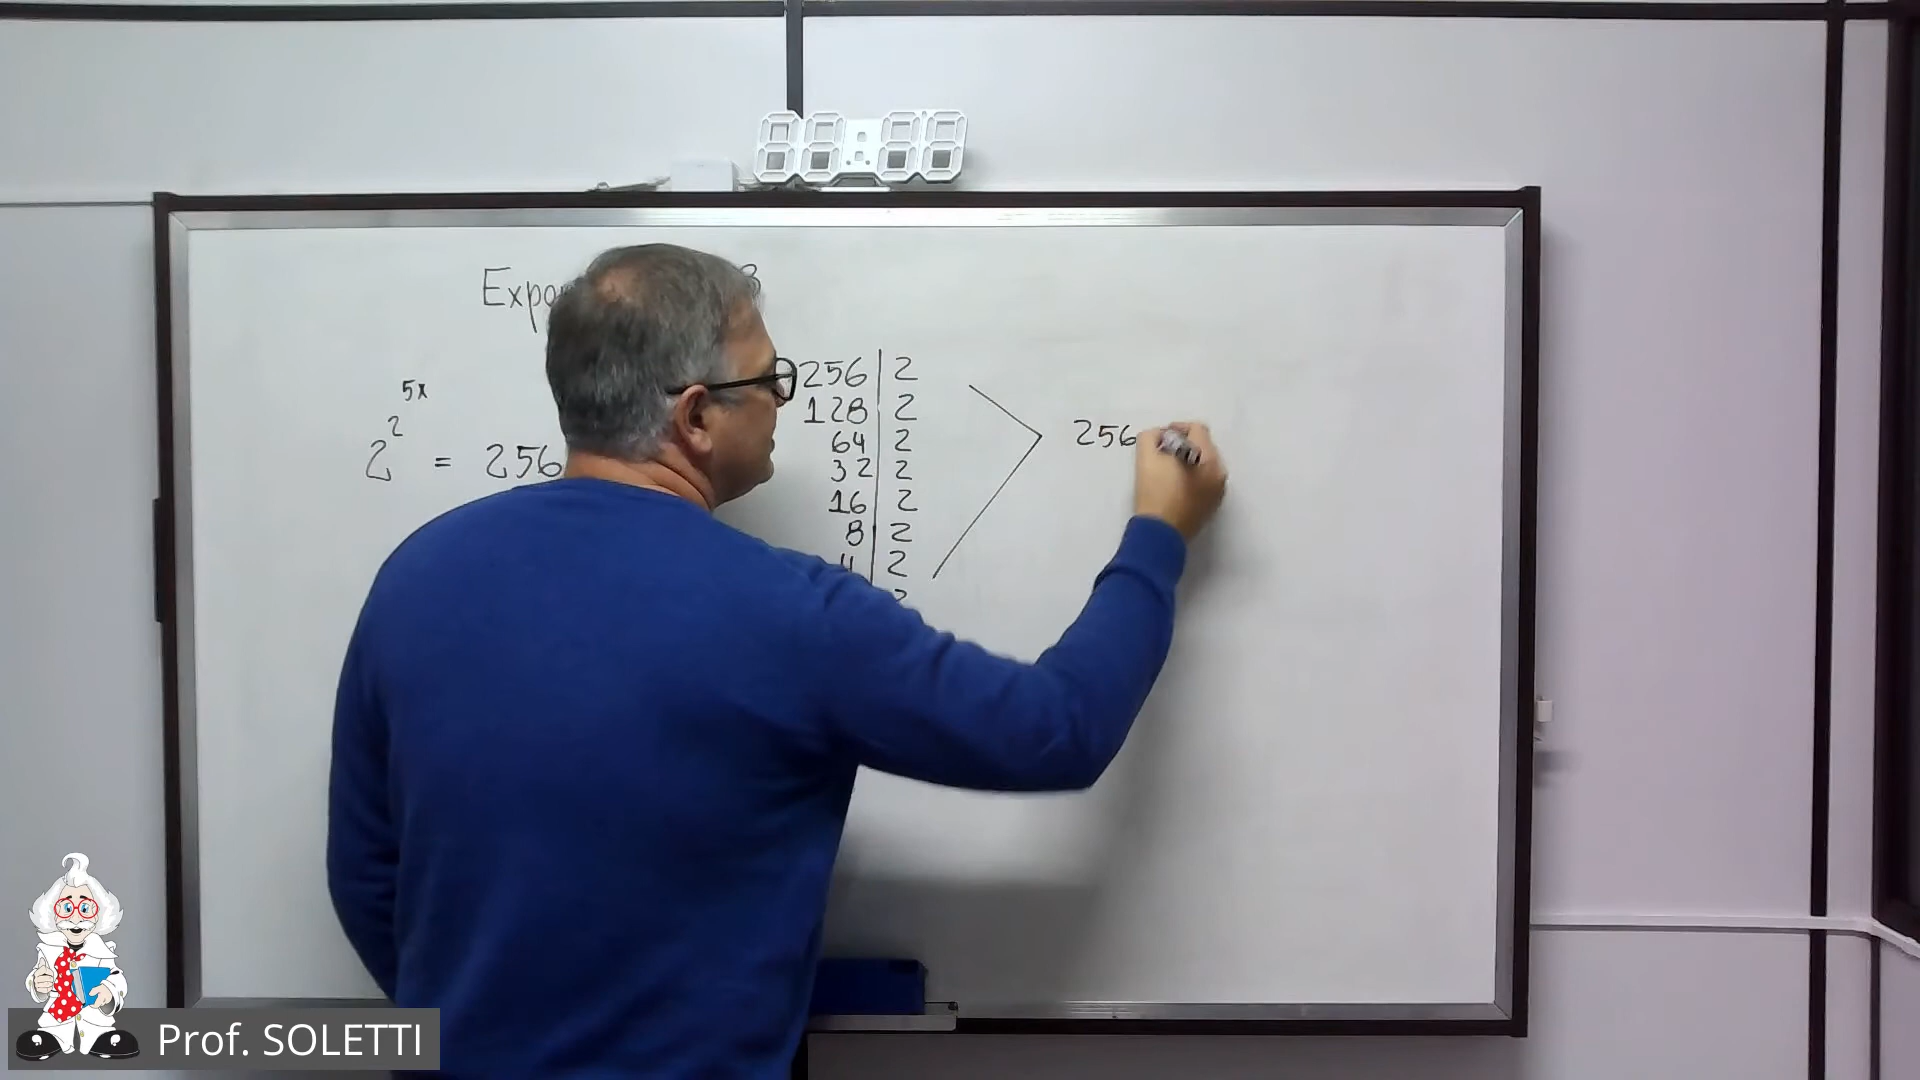 2^2^5x = 256
256 | 2
128 | 2
64 | 2
32 | 2
16 | 2
8 | 2
4 | 2
2
256
Prof. SOLETTI